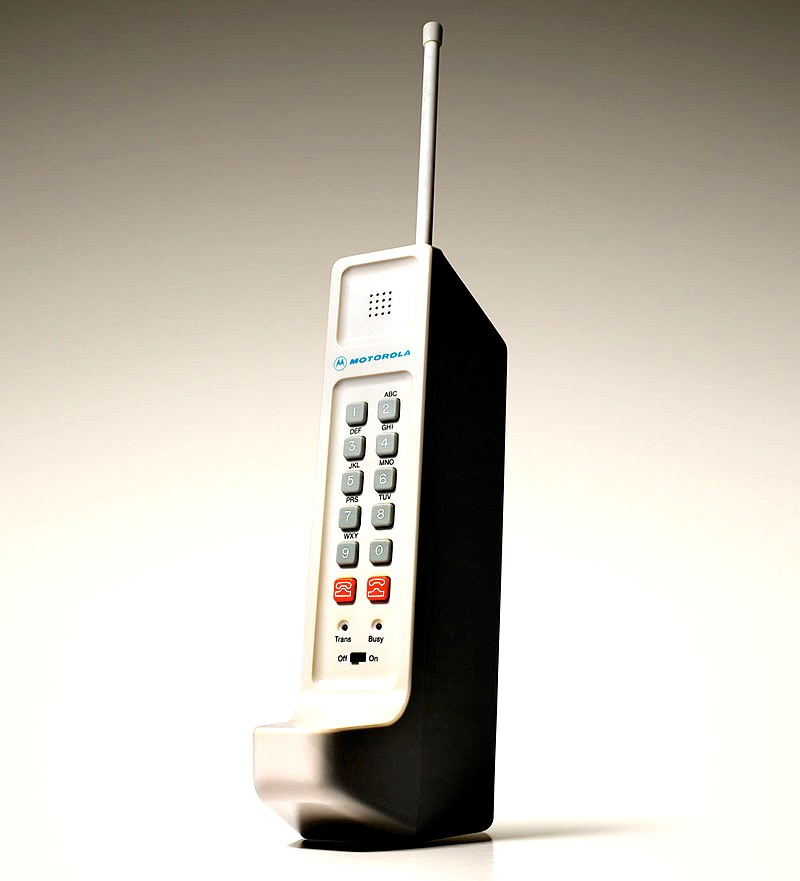 MOTOROLA
ABC
1 2
DEF GHI
3 4
JKL MNO
5 6
PRS TUV
7 8
WXY
9 0
Trans Busy
Off On